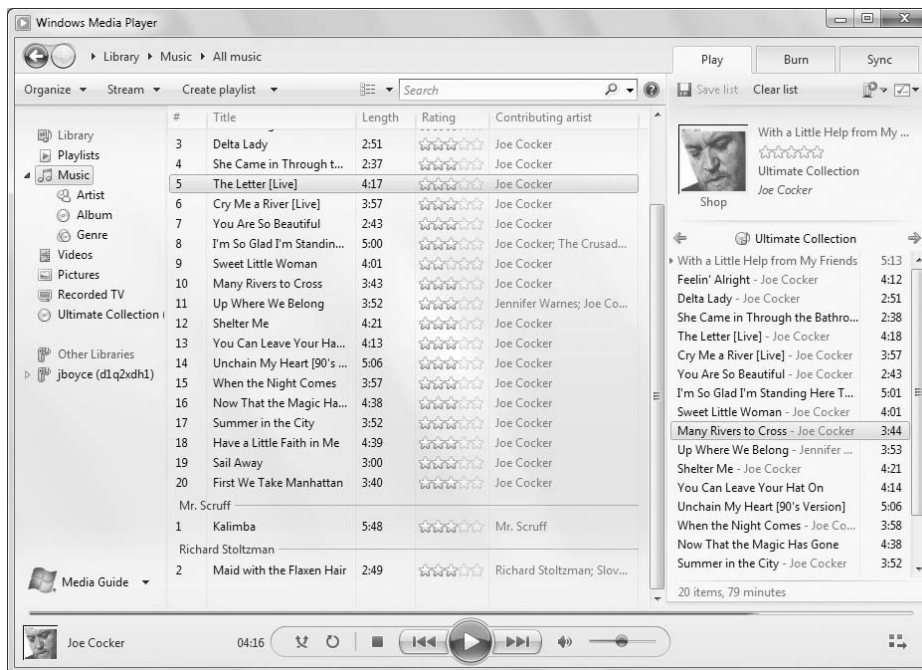 Windows Media Player
Library Music All music
Play Burn Sync
Organize Stream Create playlist Search Save list Clear list
# Title Length Rating Contributing artist
Library
Playlists
Music
Artist
Album
Genre
Videos
Pictures
Recorded TV
Ultimate Collection (
Other Libraries
jboyce (d1q2xdh1)
Media Guide
3 Delta Lady 2:51 Joe Cocker
4 She Came in Through t... 2:37 Joe Cocker
5 The Letter [Live] 4:17 Joe Cocker
6 Cry Me a River [Live] 3:57 Joe Cocker
7 You Are So Beautiful 2:43 Joe Cocker
8 I'm So Glad I'm Standin... 5:00 Joe Cocker; The Crusad...
9 Sweet Little Woman 4:01 Joe Cocker
10 Many Rivers to Cross 3:43 Joe Cocker
11 Up Where We Belong 3:52 Jennifer Warnes; Joe Co...
12 Shelter Me 4:21 Joe Cocker
13 You Can Leave Your Ha... 4:13 Joe Cocker
14 Unchain My Heart [90's ... 5:06 Joe Cocker
15 When the Night Comes 3:57 Joe Cocker
16 Now That the Magic Ha... 4:38 Joe Cocker
17 Summer in the City 3:52 Joe Cocker
18 Have a Little Faith in Me 4:39 Joe Cocker
19 Sail Away 3:00 Joe Cocker
20 First We Take Manhattan 3:40 Joe Cocker
Mr. Scruff
1 Kalimba 5:48 Mr. Scruff
Richard Stoltzman
2 Maid with the Flaxen Hair 2:49 Richard Stoltzman; Slov...
With a Little Help from My ...
Ultimate Collection
Joe Cocker
Shop
Ultimate Collection
With a Little Help from My Friends 5:13
Feelin' Alright - Joe Cocker 4:12
Delta Lady - Joe Cocker 2:51
She Came in Through the Bathro... 2:38
The Letter [Live] - Joe Cocker 4:18
Cry Me a River [Live] - Joe Cocker 3:57
You Are So Beautiful - Joe Cocker 2:43
I'm So Glad I'm Standing Here T... 5:01
Sweet Little Woman - Joe Cocker 4:01
Many Rivers to Cross - Joe Cocker 3:44
Up Where We Belong - Jennifer ... 3:53
Shelter Me - Joe Cocker 4:21
You Can Leave Your Hat On 4:14
Unchain My Heart [90's Version] 5:06
When the Night Comes - Joe Co... 3:58
Now That the Magic Has Gone 4:38
Summer in the City - Joe Cocker 3:52
20 items, 79 minutes
Joe Cocker 04:16